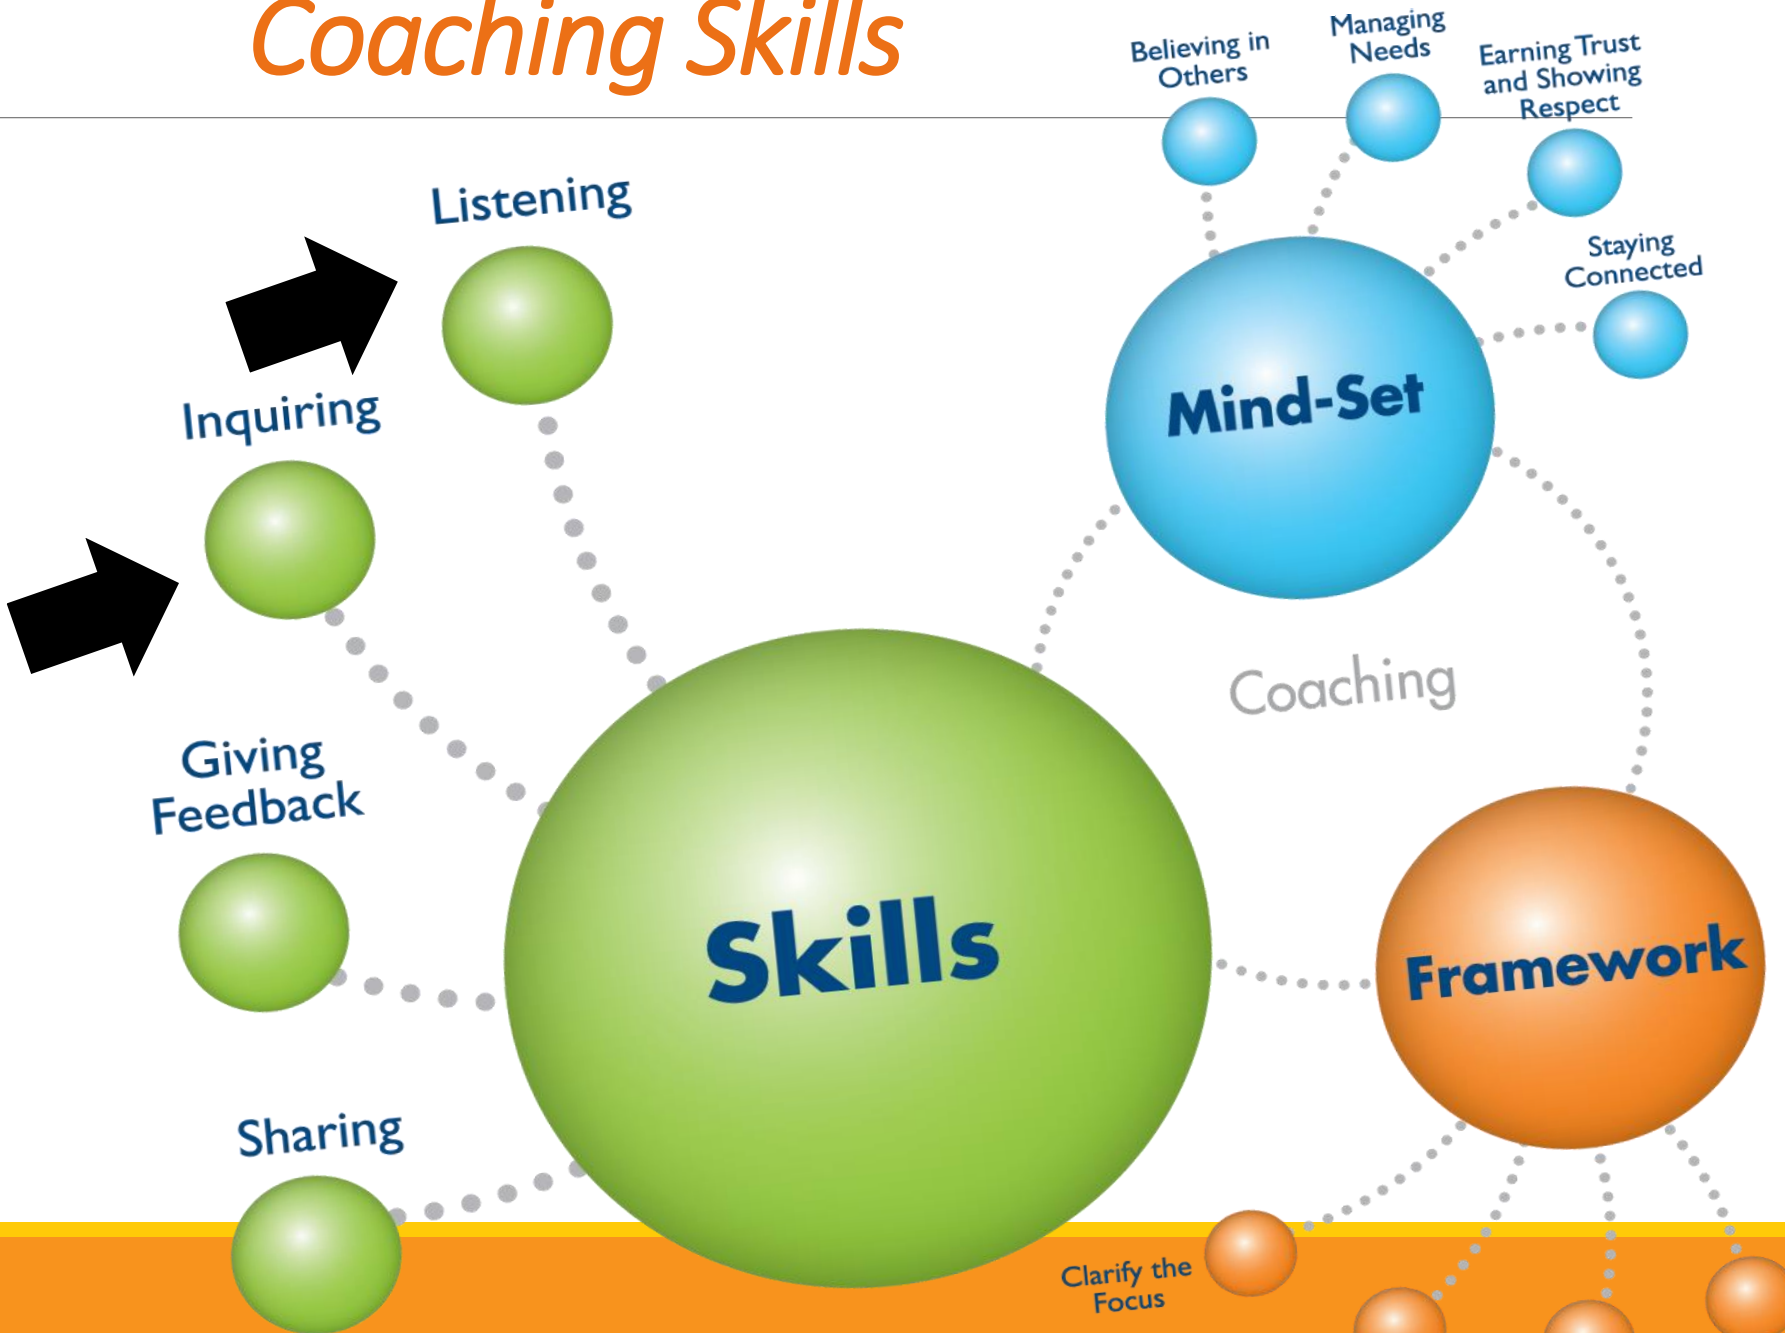 Coaching Skills
Believing in
Others
Managing
Needs
Earning Trust
and Showing
Respect
Staying
Connected
Listening
Inquiring
Giving
Feedback
Sharing
Mind-Set
Coaching
Skills
Framework
Clarify the
Focus